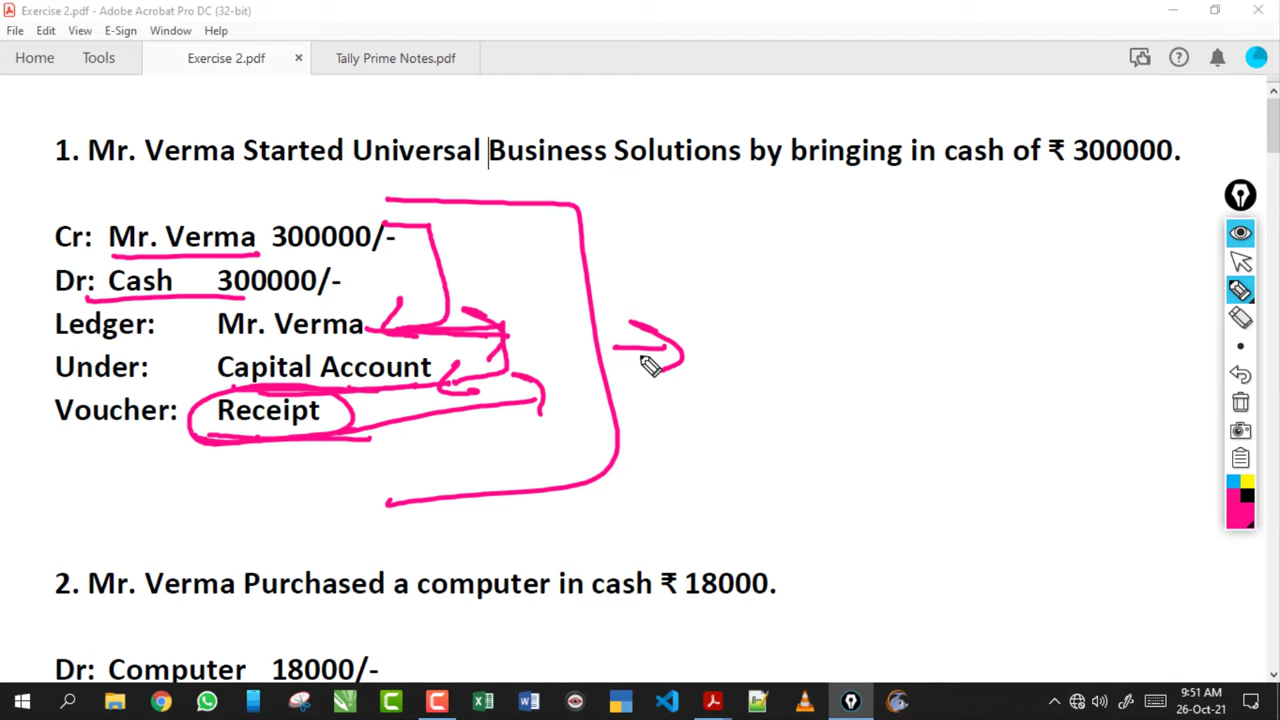 Exercise 2.pdf - Adobe Acrobat Pro DC (32-bit)
File Edit View E-Sign Window Help
Home Tools Exercise 2.pdf × Tally Prime Notes.pdf
1. Mr. Verma Started Universal Business Solutions by bringing in cash of ₹ 300000.
Cr: Mr. Verma 300000/-
Dr: Cash 300000/-
Ledger: Mr. Verma
Under: Capital Account
Voucher: Receipt
2. Mr. Verma Purchased a computer in cash ₹ 18000.
Dr: Computer 18000/-
9:51 AM
26-Oct-21